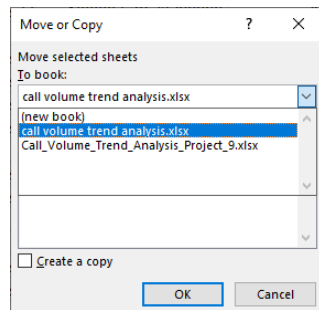 Move or Copy ?
Move selected sheets
To book:
call volume trend analysis.xlsx
(new book)
call volume trend analysis.xlsx
Call_Volume_Trend_Analysis_Project_9.xlsx
Create a copy
OK Cancel